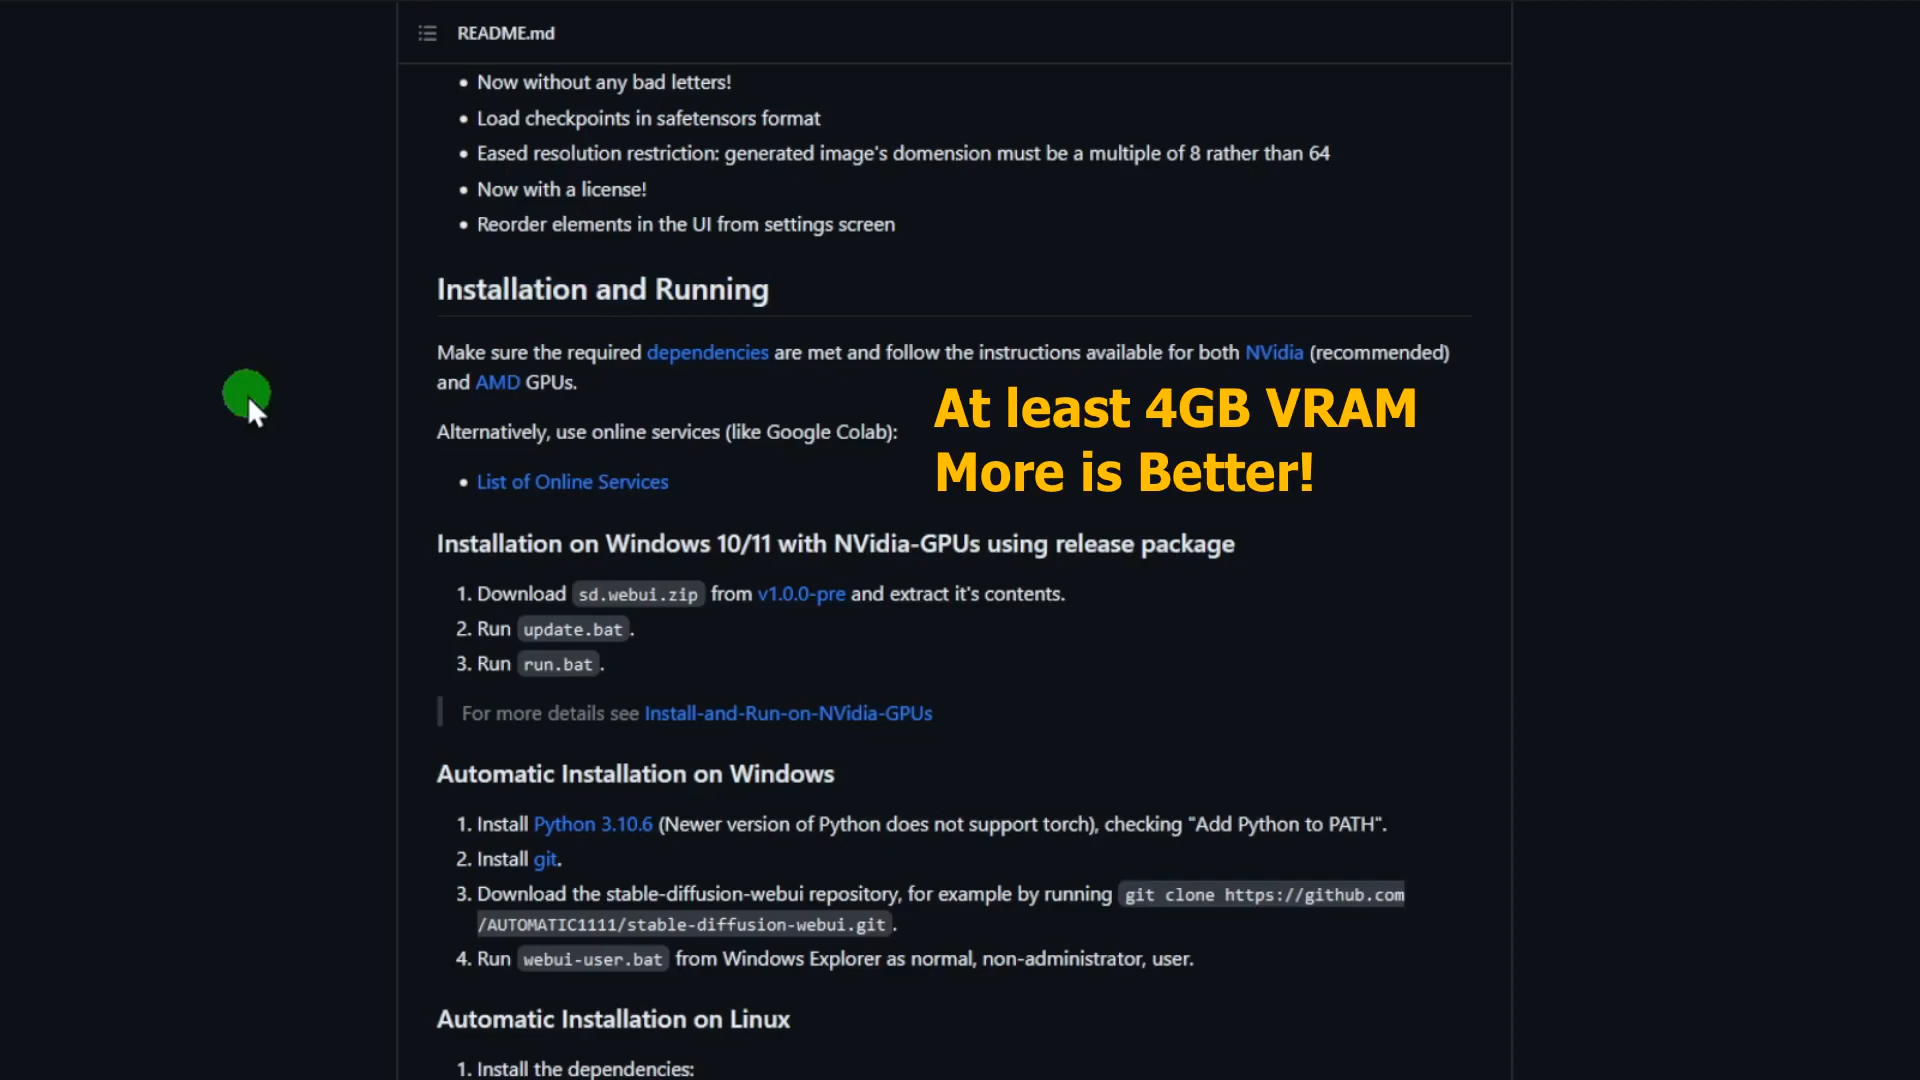 README.md
• Now without any bad letters!
• Load checkpoints in safetensors format
• Eased resolution restriction: generated image's domension must be a multiple of 8 rather than 64
• Now with a license!
• Reorder elements in the UI from settings screen
Installation and Running
Make sure the required dependencies are met and follow the instructions available for both NVidia (recommended)
and AMD GPUs.
At least 4GB VRAM
More is Better!
Alternatively, use online services (like Google Colab):
• List of Online Services
Installation on Windows 10/11 with NVidia-GPUs using release package
1. Download sd.webui.zip from v1.0.0-pre and extract it's contents.
2. Run update.bat.
3. Run run.bat.
For more details see Install-and-Run-on-NVidia-GPUs
Automatic Installation on Windows
1. Install Python 3.10.6 (Newer version of Python does not support torch), checking "Add Python to PATH".
2. Install git.
3. Download the stable-diffusion-webui repository, for example by running git clone https://github.com
/AUTOMATIC1111/stable-diffusion-webui.git.
4. Run webui-user.bat from Windows Explorer as normal, non-administrator, user.
Automatic Installation on Linux
1. Install the dependencies: